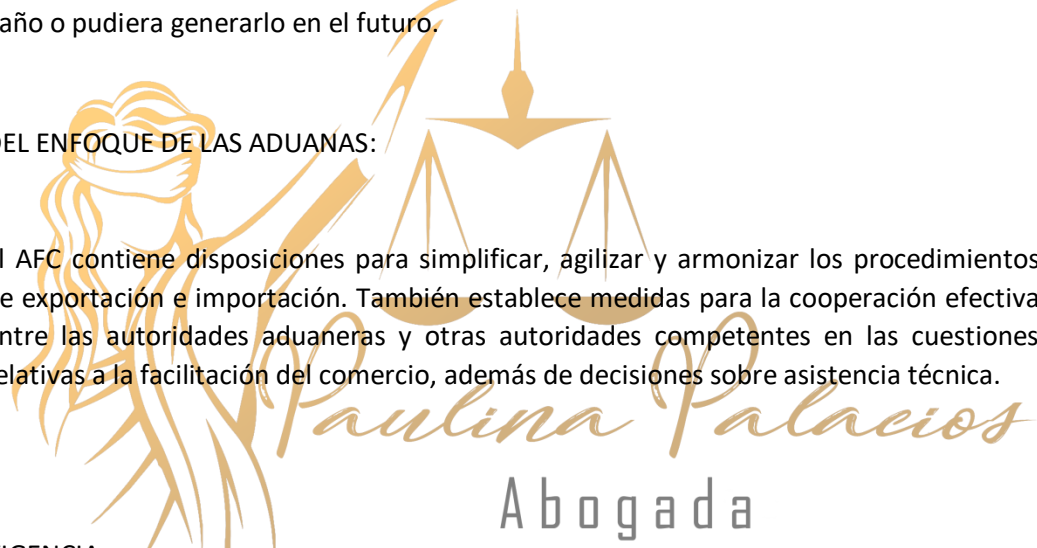 año o pudiera generarlo en el futuro.
DEL ENFOQUE DE LAS ADUANAS:
l AFC contiene disposiciones para simplificar, agilizar y armonizar los procedimientos
e exportación e importación. También establece medidas para la cooperación efectiva
ntre las autoridades aduaneras y otras autoridades competentes en las cuestiones
elativas a la facilitación del comercio, además de decisiones sobre asistencia técnica.
Paulina Palacios
Abogada